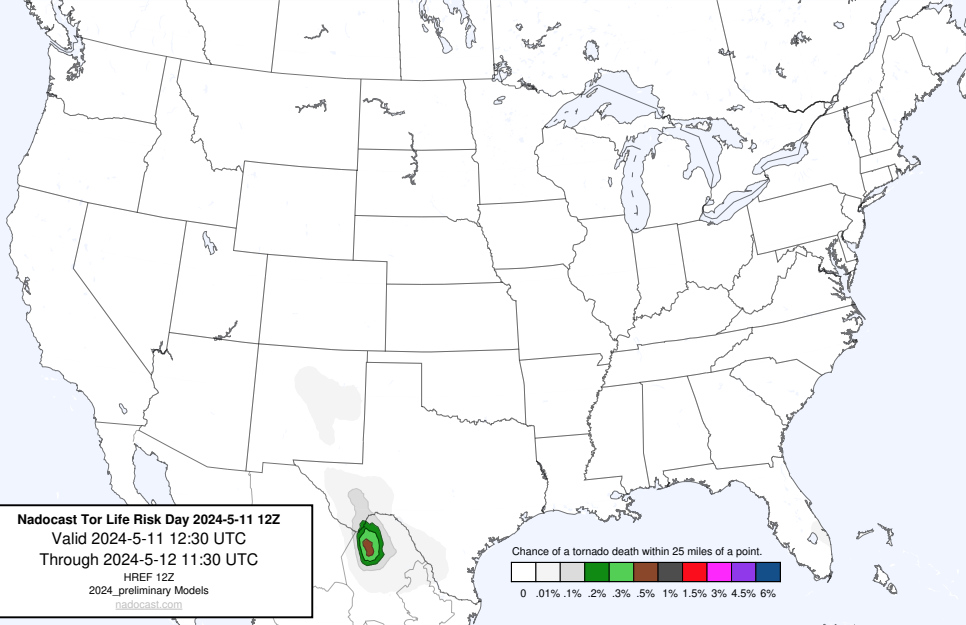 Nadocast Tor Life Risk Day 2024-5-11 12Z
Valid 2024-5-11 12:30 UTC
Through 2024-5-12 11:30 UTC
HREF 12Z
2024_preliminary Models
nadocast.com
Chance of a tornado death within 25 miles of a point.
0 .01% .1% .2% .3% .5% 1% 1.5% 3% 4.5% 6%